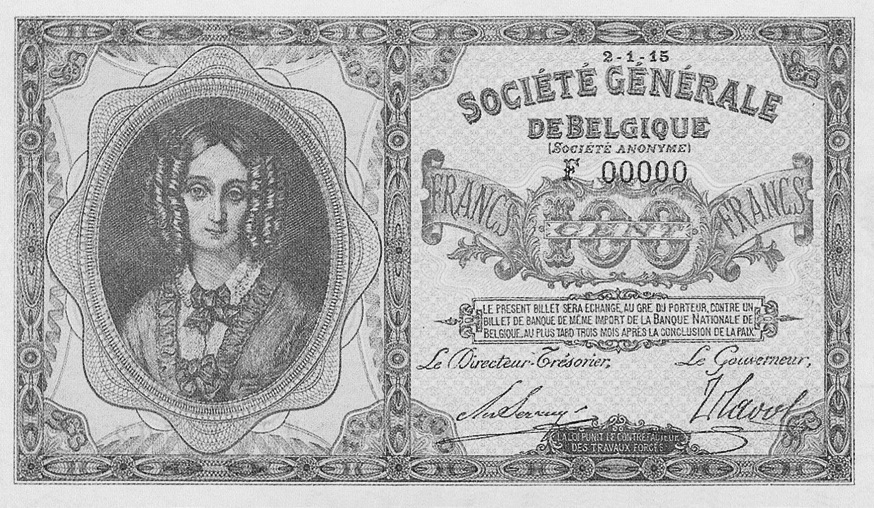 2-1-15
SOCIÉTÉ GÉNÉRALE
DE BELGIQUE
(SOCIÉTÉ ANONYME)
F 00000
FRANCS 100 FRANCS
CENT
LE PRÉSENT BILLET SERA ÉCHANGÉ, AU GRÉ DU PORTEUR, CONTRE UN
BILLET DE BANQUE DE MÊME IMPORT DE LA BANQUE NATIONALE DE
BELGIQUE, AU PLUS TARD TROIS MOIS APRÈS LA CONCLUSION DE LA PAIX.
Le Directeur-Trésorier, Le Gouverneur,
LA LOI PUNIT LE CONTREFACTEUR
DES TRAVAUX FORCÉS